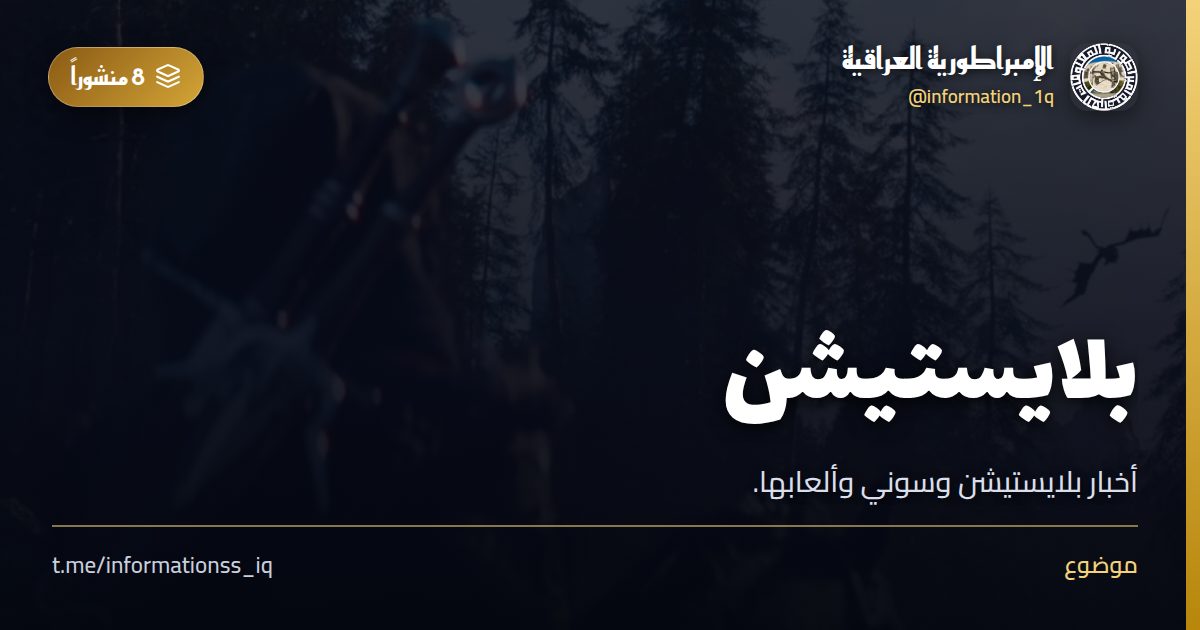 الإمبراطورية العراقية
@information_1q
8 منشوراً
بلايستيشن
أخبار بلايستيشن وسوني وألعابها.
موضوع
t.me/informationss_iq